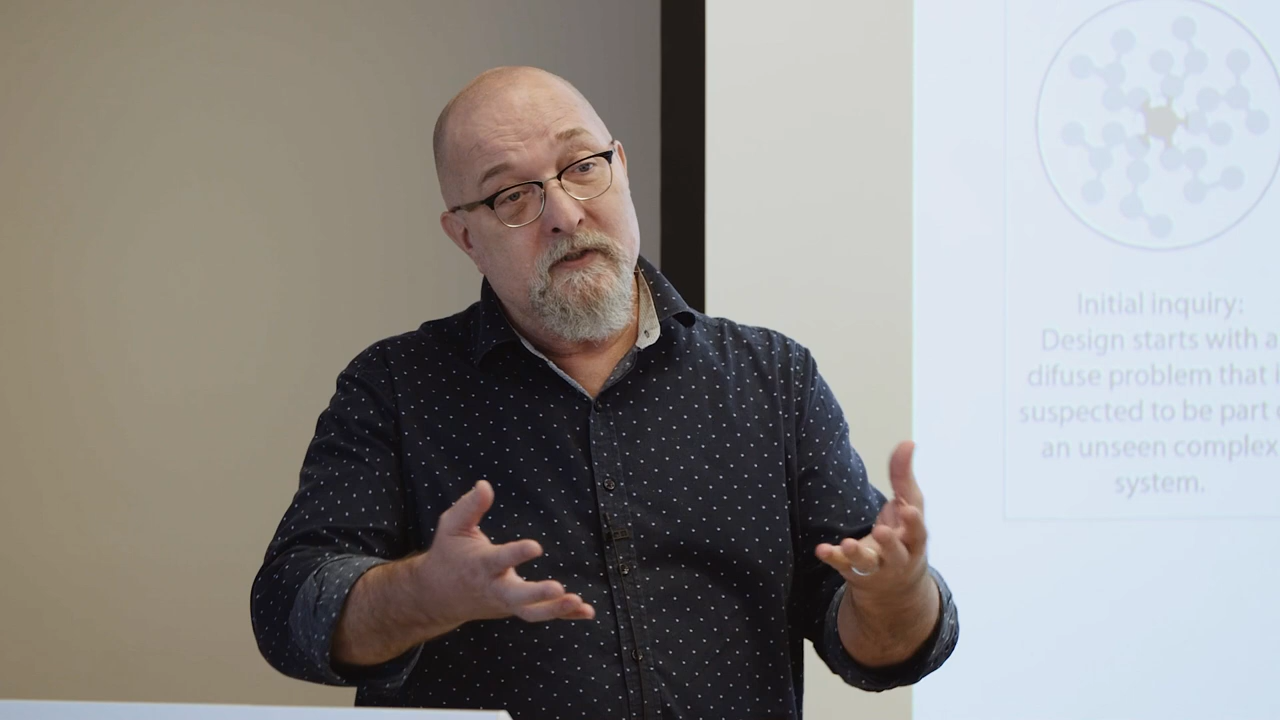 Initial inquiry:
Design starts with a
difuse problem that
suspected to be part
an unseen complex
system.